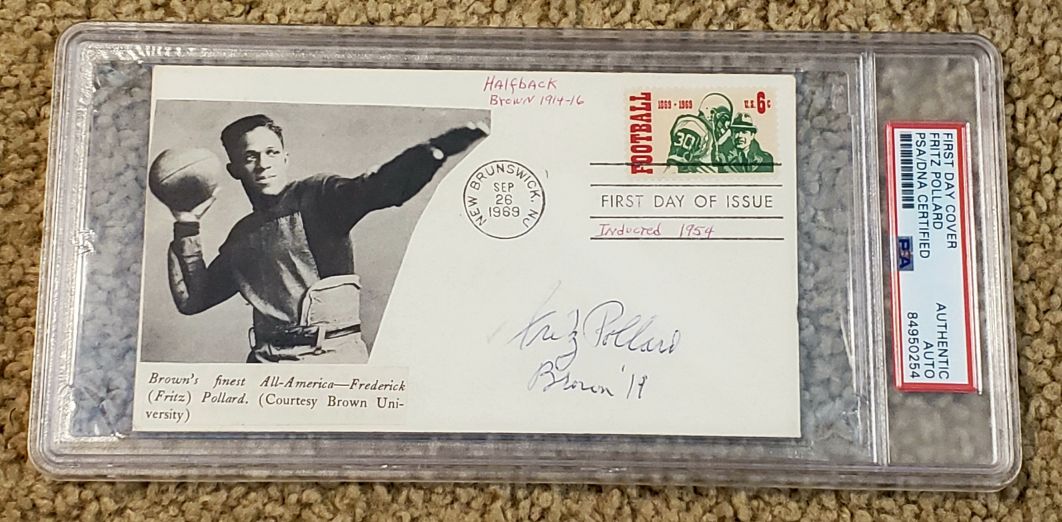 Halfback
Brown 1914-16
FOOTBALL
1869-1969
U.S. 6c
30
NEW BRUNSWICK, NJ
SEP
26
1969
FIRST DAY OF ISSUE
Inducted 1954
Fritz Pollard
Brown '19
Brown's finest All-America—Frederick
(Fritz) Pollard. (Courtesy Brown Uni-
versity)
FIRST DAY COVER
FRITZ POLLARD
PSA/DNA CERTIFIED
PSA
AUTHENTIC
AUTO
84950254